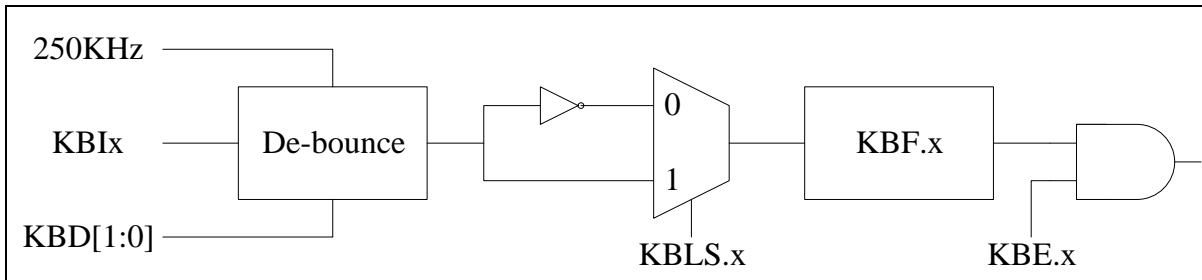 250KHz
KBIx
De-bounce
KBD[1:0]
0
1
KBLS.x
KBF.x
KBE.x